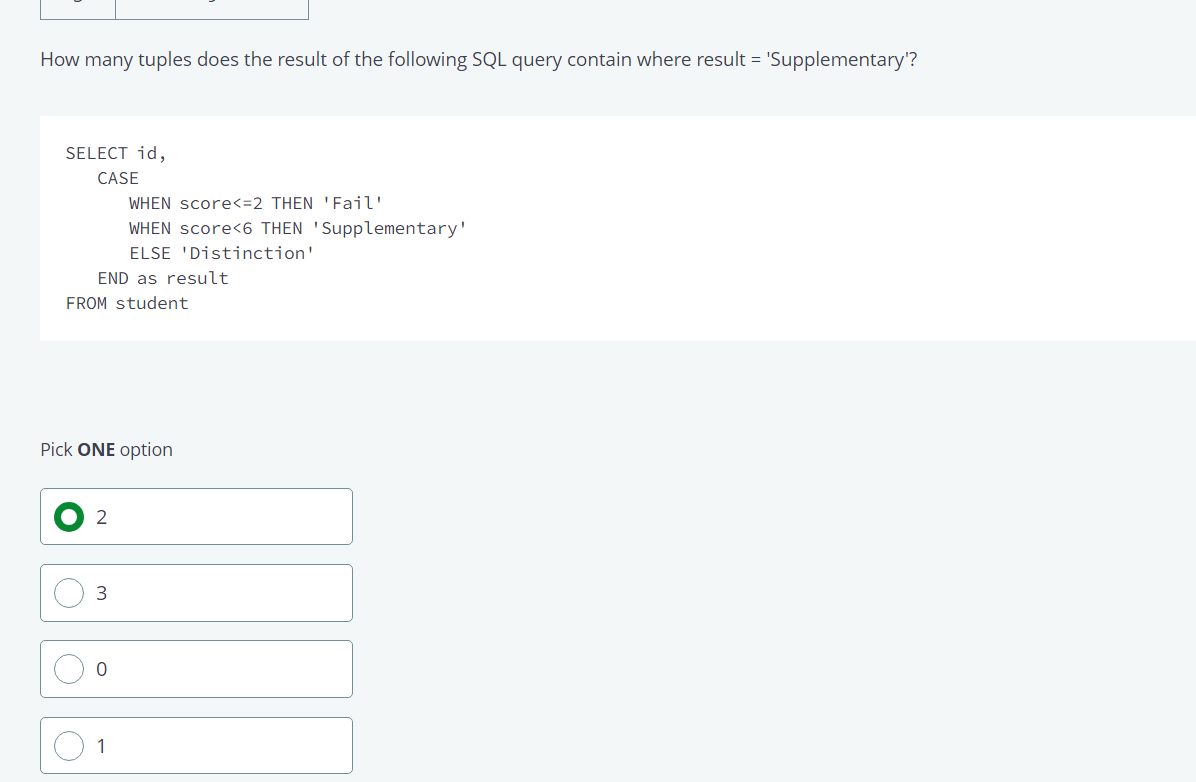 How many tuples does the result of the following SQL query contain where result = 'Supplementary'?
SELECT id,
CASE
WHEN score<=2 THEN 'Fail'
WHEN score<6 THEN 'Supplementary'
ELSE 'Distinction'
END as result
FROM student
Pick ONE option
2
3
0
1